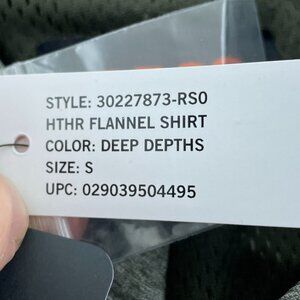 STYLE: 30227873-RS0
HTHR FLANNEL SHIRT
COLOR: DEEP DEPTHS
SIZE: S
UPC: 029039504495